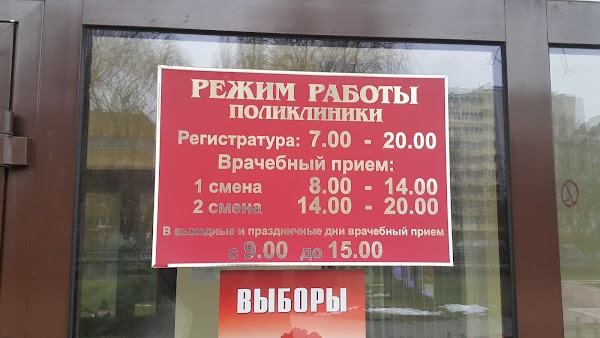 РЕЖИМ РАБОТЫ
ПОЛИКЛИНИКИ
Регистратура: 7.00 - 20.00
Врачебный прием:
1 смена 8.00 - 14.00
2 смена 14.00 - 20.00
В выходные и праздничные дни врачебный прием
с 9.00 до 15.00
ВЫБОРЫ